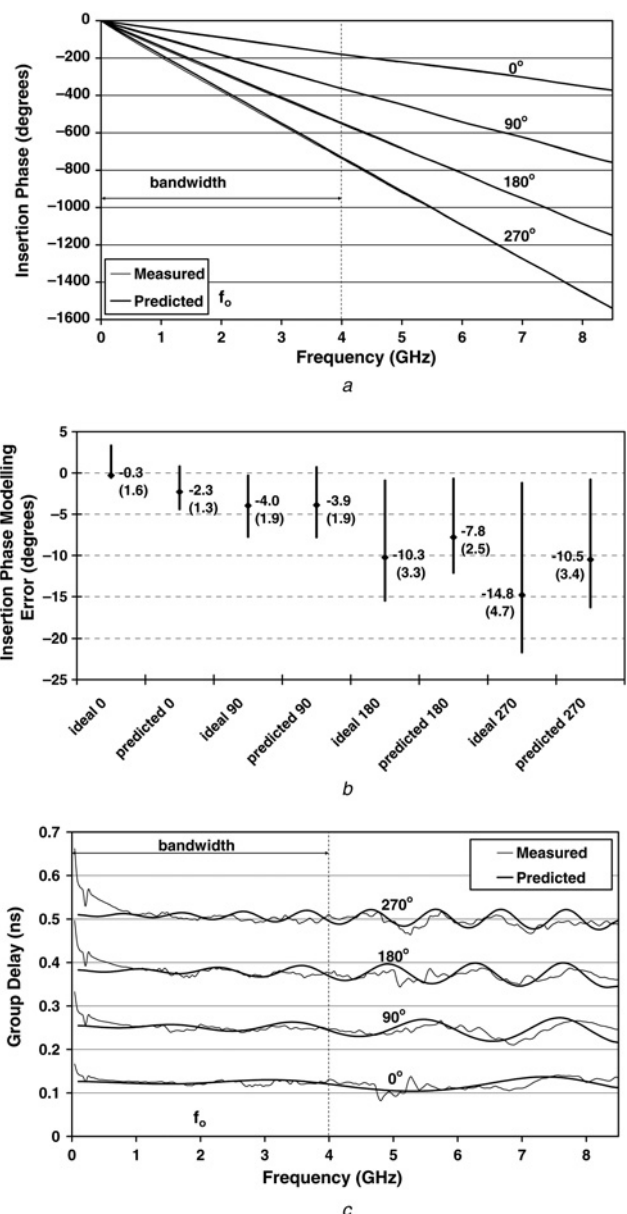 0
−200
−400
−600
−800
−1000
−1200
−1400
−1600
Insertion Phase (degrees)
0°
90°
180°
270°
bandwidth
Measured
Predicted
fo
0 1 2 3 4 5 6 7 8
Frequency (GHz)
a
5
0
−5
−10
−15
−20
−25
Insertion Phase Modelling
Error (degrees)
-0.3
(1.6)
-2.3
(1.3)
-4.0
(1.9)
-3.9
(1.9)
-10.3
(3.3)
-7.8
(2.5)
-14.8
(4.7)
-10.5
(3.4)
ideal 0
predicted 0
ideal 90
predicted 90
ideal 180
predicted 180
ideal 270
predicted 270
b
0.7
0.6
0.5
0.4
0.3
0.2
0.1
0
Group Delay (ns)
bandwidth
Measured
Predicted
270°
180°
90°
0°
fo
0 1 2 3 4 5 6 7 8
Frequency (GHz)
c